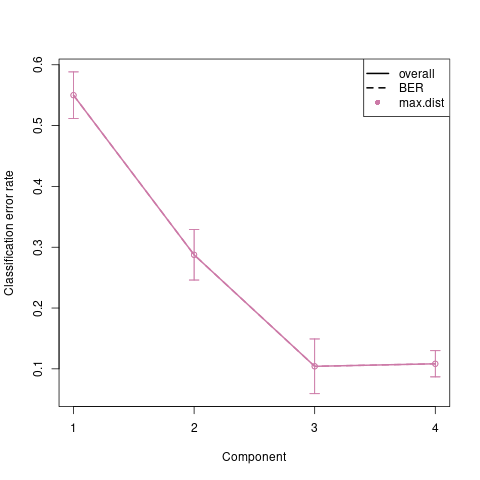 overall
BER
max.dist
Classification error rate
0.6
0.5
0.4
0.3
0.2
0.1
1 2 3 4
Component